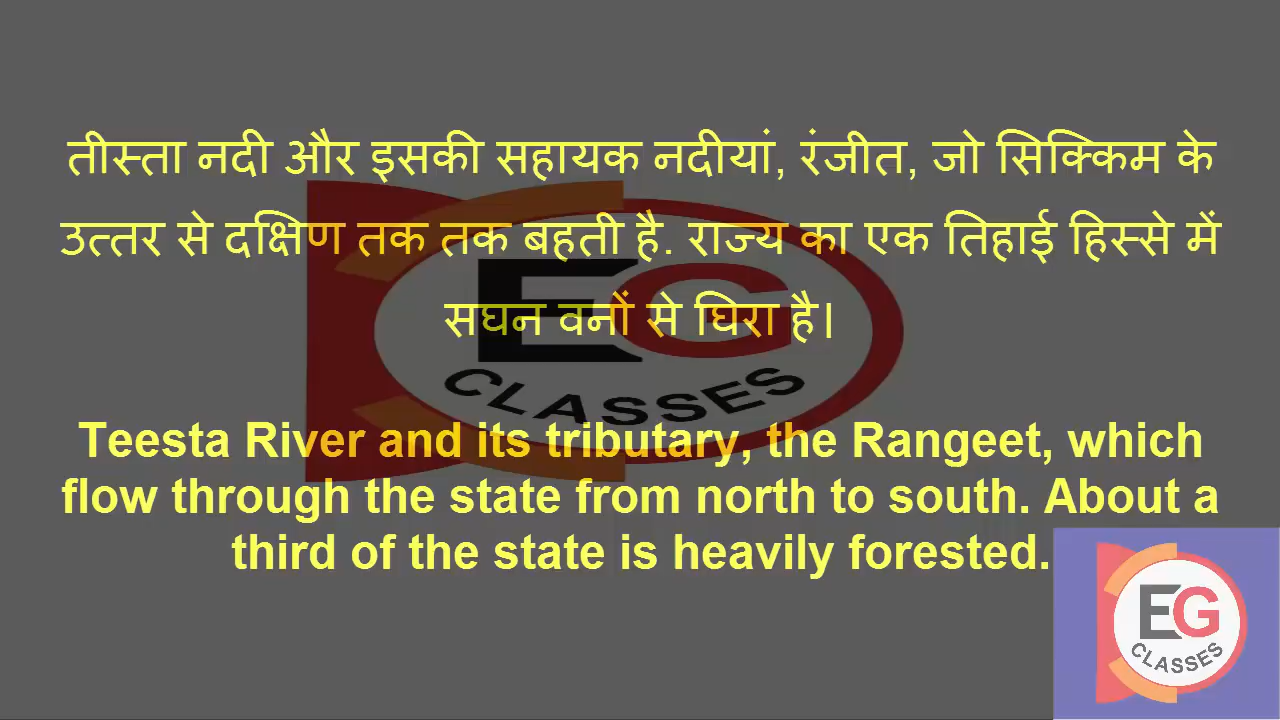 तीस्ता नदी और इसकी सहायक नदीयां, रंजीत, जो सिक्किम के
उत्तर से दक्षिण तक तक बहती है. राज्य का एक तिहाई हिस्से में
सघन वनों से घिरा है।
EG
CLASSES
Teesta River and its tributary, the Rangeet, which
flow through the state from north to south. About a
third of the state is heavily forested.
EG
CLASSES